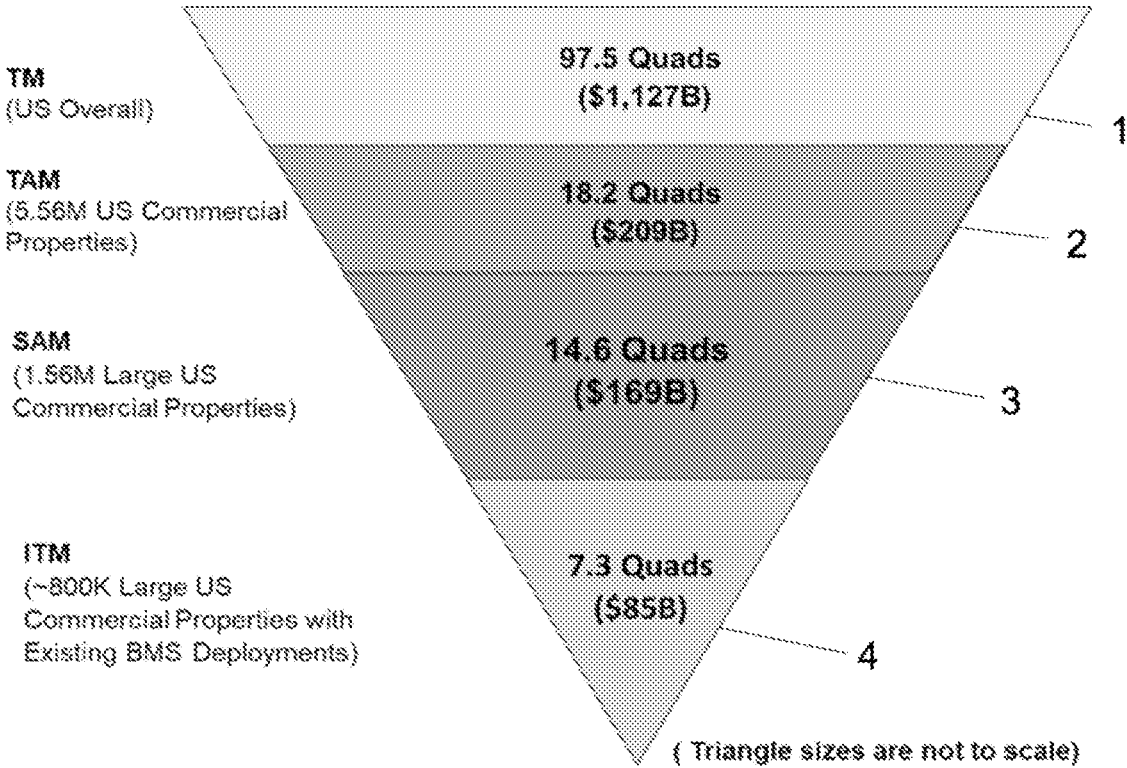 97.5 Quads
($1,127B)
TM
(US Overall)
1
TAM
(5.56M US Commercial
Properties)
18.2 Quads
($209B)
2
SAM
(1.56M Large US
Commercial Properties)
14.6 Quads
($169B)
3
ITM
(~800K Large US
Commercial Properties with
Existing BMS Deployments)
7.3 Quads
($85B)
4
( Triangle sizes are not to scale)